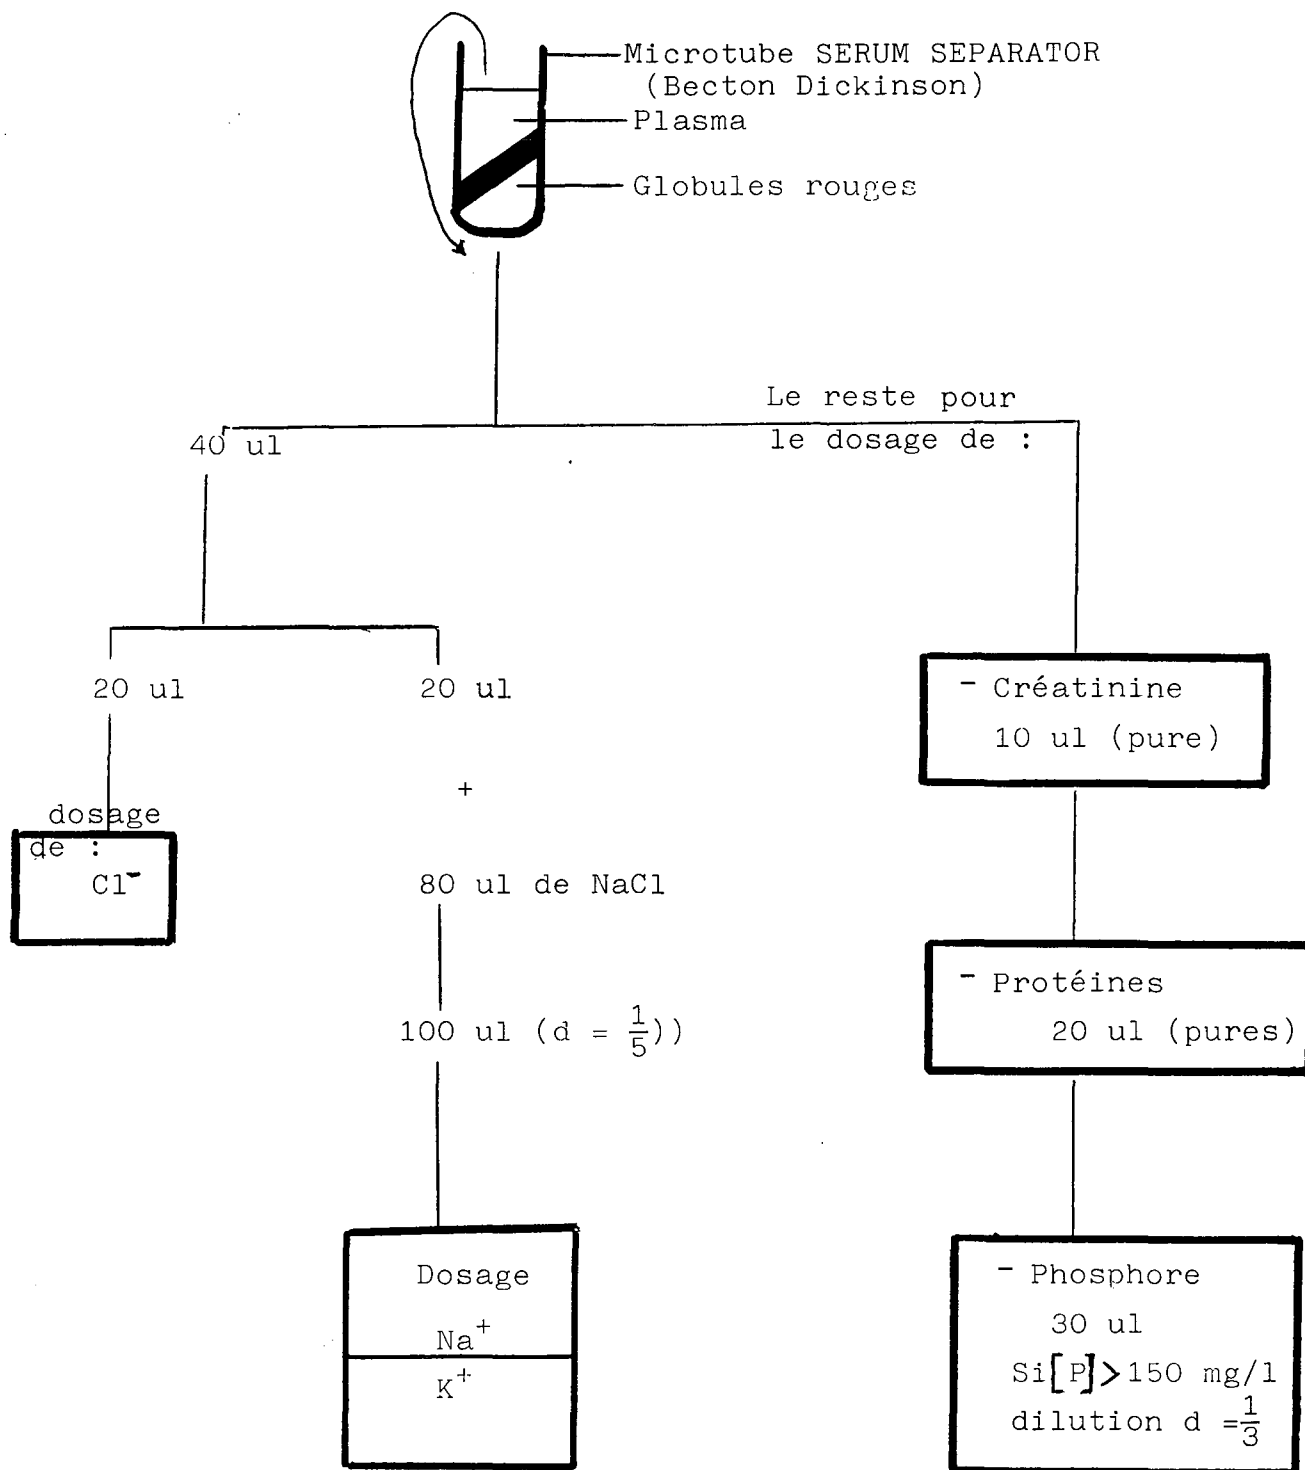 Microtube SERUM SEPARATOR
(Becton Dickinson)
Plasma
Globules rouges
Le reste pour
le dosage de :
40 ul
20 ul
20 ul
+
80 ul de NaCl
100 ul (d = 1/5))
dosage
de :
Cl⁻
Dosage
Na⁺
K⁺
- Créatinine
10 ul (pure)
- Protéines
20 ul (pures)
- Phosphore
30 ul
Si[P]>150 mg/l
dilution d =1/3